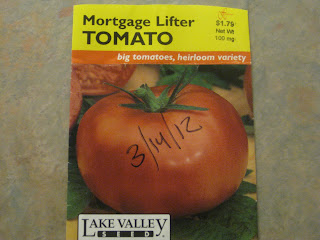 Mortgage Lifter
TOMATO
$1.79
Net Wt
100 mg
big tomatoes, heirloom variety
3/14/12
LAKE VALLEY
SEED